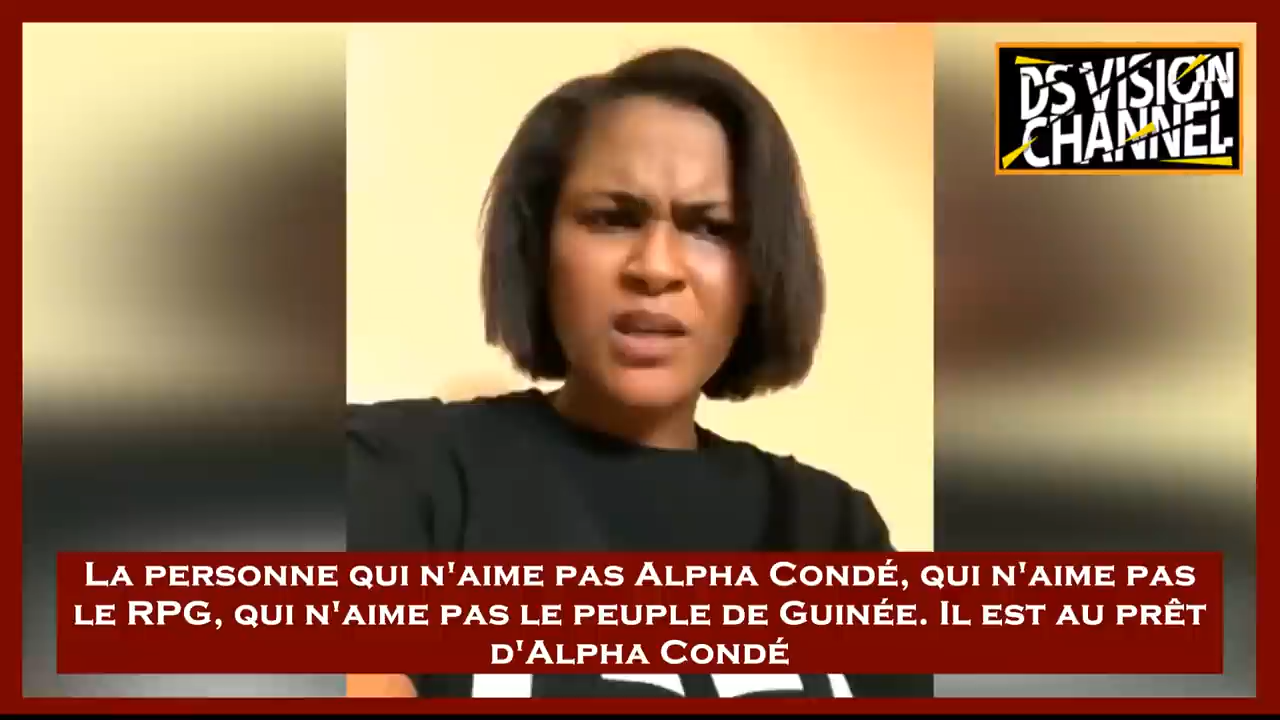 DS VISION
CHANNEL
LA PERSONNE QUI N'AIME PAS ALPHA CONDÉ, QUI N'AIME PAS
LE RPG, QUI N'AIME PAS LE PEUPLE DE GUINÉE. IL EST AU PRÊT
D'ALPHA CONDÉ